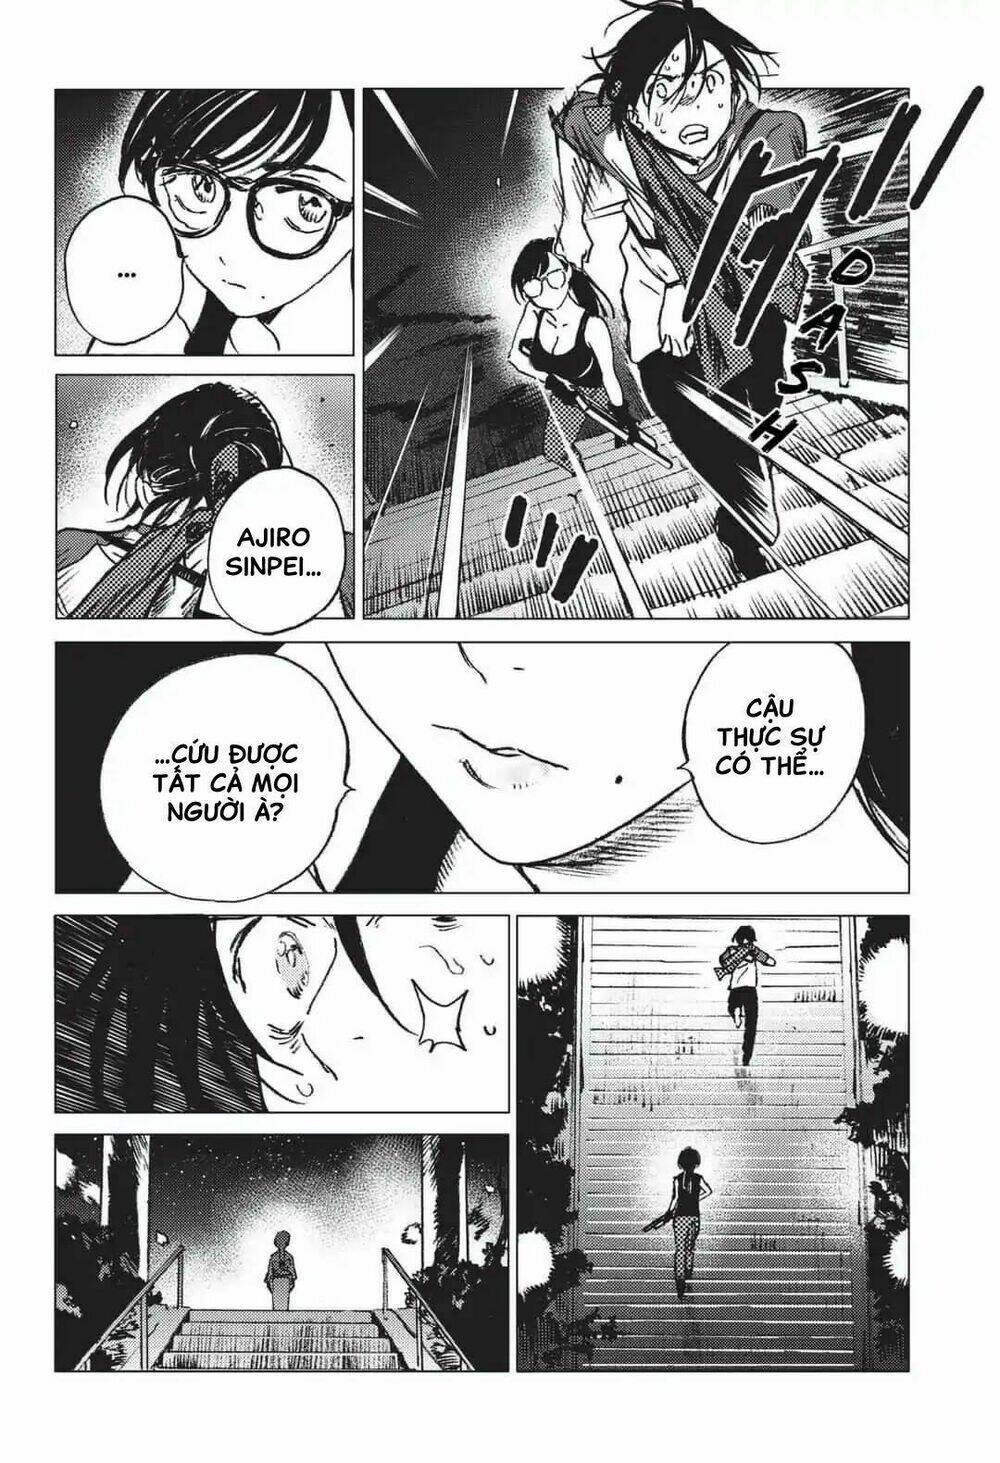 DASH
...
AJIRO
SINPEI...
CẬU
THỰC SỰ
CÓ THỂ...
...CỨU ĐƯỢC
TẤT CẢ MỌI
NGƯỜI À?